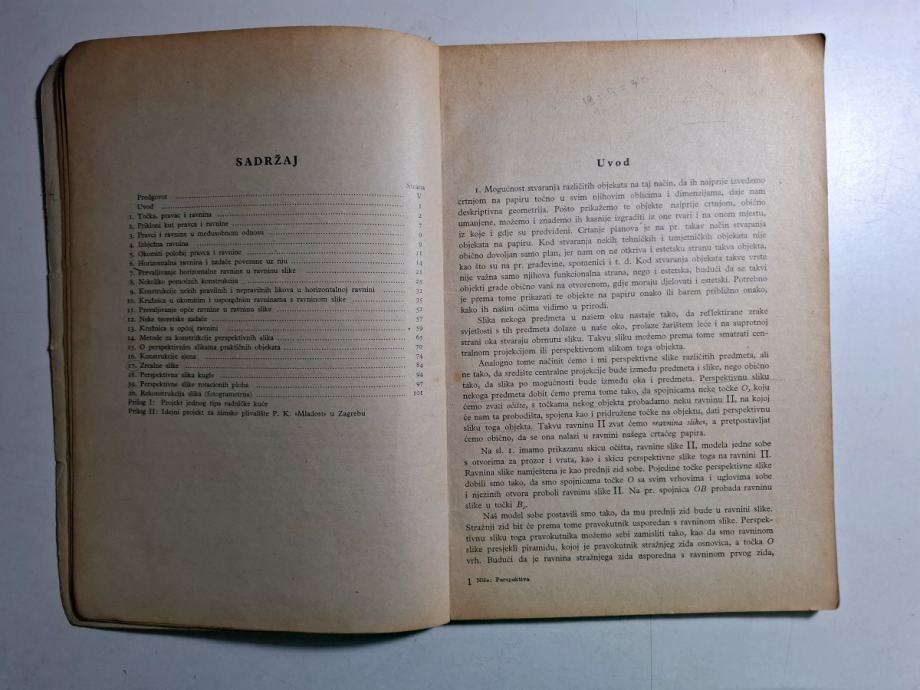 SADRŽAJ
Strana
Predgovor V
Uvod 1
1. Točka, pravac i ravnina 2
2. Prikloni kut pravca i ravnine 7
3. Pravci i ravnine u međusobnom odnosu 9
4. Izbježna ravnina 9
5. Okomiti položaj pravca i ravnine 11
6. Horizontalna ravnina i zadaće povezane uz nju 14
7. Prevaljivanje horizontalne ravnine u ravninu slike 21
8. Nekoliko pomoćnih konstrukcija 25
9. Konstrukcije nekih pravilnih i nepravilnih likova u horizontalnoj ravnini 32
10. Kružnica u okomitim i usporednim ravninama s ravninom slike 35
11. Prevaljivanje opće ravnine u ravninu slike 51
12. Neke teoretske zadaće 57
13. Kružnica u općoj ravnini 59
14. Metode za konstrukcije perspektivnih slika 65
15. O perspektivnim slikama praktičnih objekata 70
16. Konstrukcije sjena 74
17. Zrcalne slike 84
18. Perspektivna slika kugle 94
19. Perspektivne slike rotacionih ploha 97
20. Rekonstrukcija slika (fotogrametrija) 101
Prilog I: Projekt jednog tipa radničke kuće
Prilog II: Idejni projekt za zimsko plivalište P. K. »Mladost« u Zagrebu
Uvod
1. Mogućnost stvaranja različitih objekata na taj način, da ih najprije izvedemo
crtnjom na papiru točno u svim njihovim oblicima i dimenzijama, daje nam
deskriptivna geometrija. Pošto prikažemo te objekte najprije crtnjom, obično
umanjene, možemo i znademo ih kasnije izgraditi iz one tvari i na onom mjestu,
iz koje i gdje su predviđeni. Crtanje planova je na pr. takav način stvaranja
objekata na papiru. Kod stvaranja nekih tehničkih i umjetničkih objekata nije
obično dovoljan samo plan, jer nam on ne otkriva i estetsku stranu takva objekta,
kao što su na pr. građevine, spomenici i t. d. Kod stvaranja objekata takve vrste
nije važna samo njihova funkcionalna strana, nego i estetska, budući da se takvi
objekti grade obično vani na otvorenom, gdje moraju djelovati i estetski. Potrebno
je prema tome prikazati te objekte na papiru onako ili barem približno onako,
kako ih našim očima vidimo u prirodi.
Slika nekoga predmeta u našem oku nastaje tako, da reflektirane zrake
svjetlosti s tih predmeta dolaze u naše oko, prolaze žarištem leće i na suprotnoj
strani oka stvaraju obrnutu sliku. Takvu sliku možemo prema tome smatrati cen-
tralnom projekcijom ili perspektivnom slikom toga objekta.
Analogno tome načinit ćemo i mi perspektivne slike različitih predmeta, ali
ne tako, da središte centralne projekcije bude između predmeta i slike, nego obično
tako, da slika po mogućnosti bude između oka i predmeta. Perspektivnu sliku
nekoga predmeta dobit ćemo prema tome tako, da spojnicama neke točke O, koju
ćemo zvati očište, s točkama nekog objekta probadamo neku ravninu Π, na kojoj
će nam ta probodišta, spojena kao i pridružene točke na objektu, dati perspektivnu
sliku toga objekta. Takvu ravninu Π zvat ćemo »ravnina slike«, a pretpostavljat
ćemo obično, da se ona nalazi u ravnini našega crtaćeg papira.
Na sl. 1. imamo prikazanu skicu očišta, ravnine slike Π, modela jedne sobe
s otvorima za prozor i vrata, kao i skicu perspektivne slike toga na ravnini Π.
Ravnina slike namještena je kao prednji zid sobe. Pojedine točke perspektivne slike
dobili smo tako, da smo spojnicama točke O sa svim vrhovima i uglovima sobe
i njezinih otvora proboli ravninu slike Π. Na pr. spojnica OB probada ravninu
slike u točki
Naš model sobe postavili smo tako, da mu prednji zid bude u ravnini slike.
Stražnji zid bit će prema tome pravokutnik usporedan s ravninom slike. Perspek-
tivnu sliku toga pravokutnika možemo sebi zamisliti tako, kao da smo ravninom
slike presjekli piramidu, kojoj je pravokutnik stražnjeg zida osnovica, a točka O
vrh. Budući da je ravnina stražnjega zida usporedna s ravninom prvog zida,
1 Niče: Perspektiva